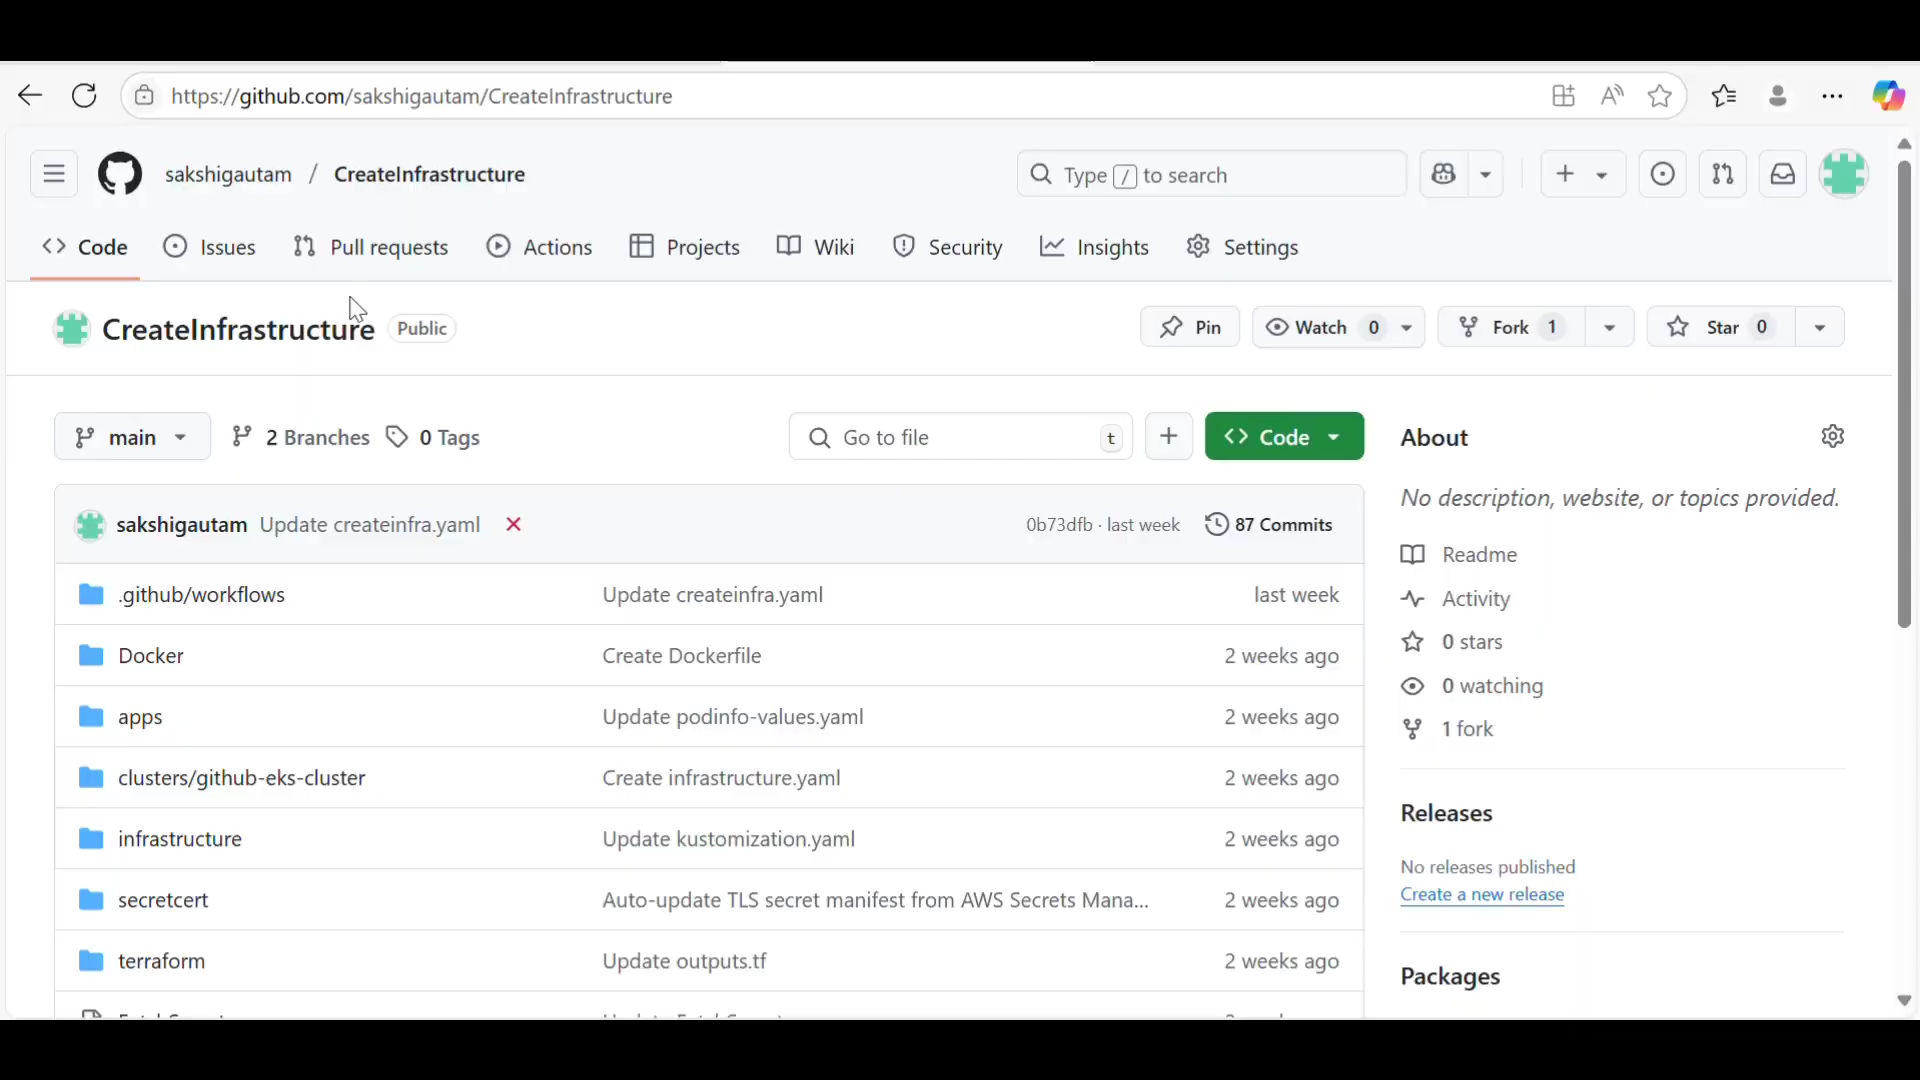 https://github.com/sakshigautam/CreateInfrastructure
sakshigautam / CreateInfrastructure
Type / to search
Code Issues Pull requests Actions Projects Wiki Security Insights Settings
CreateInfrastructure Public
Pin Watch 0 Fork 1 Star 0
main 2 Branches 0 Tags
Go to file t
Code
sakshigautam Update createinfra.yaml
0b73dfb · last week 87 Commits
.github/workflows Update createinfra.yaml last week
Docker Create Dockerfile 2 weeks ago
apps Update podinfo-values.yaml 2 weeks ago
clusters/github-eks-cluster Create infrastructure.yaml 2 weeks ago
infrastructure Update kustomization.yaml 2 weeks ago
secretcert Auto-update TLS secret manifest from AWS Secrets Mana... 2 weeks ago
terraform Update outputs.tf 2 weeks ago
About
No description, website, or topics provided.
Readme
Activity
0 stars
0 watching
1 fork
Releases
No releases published
Create a new release
Packages